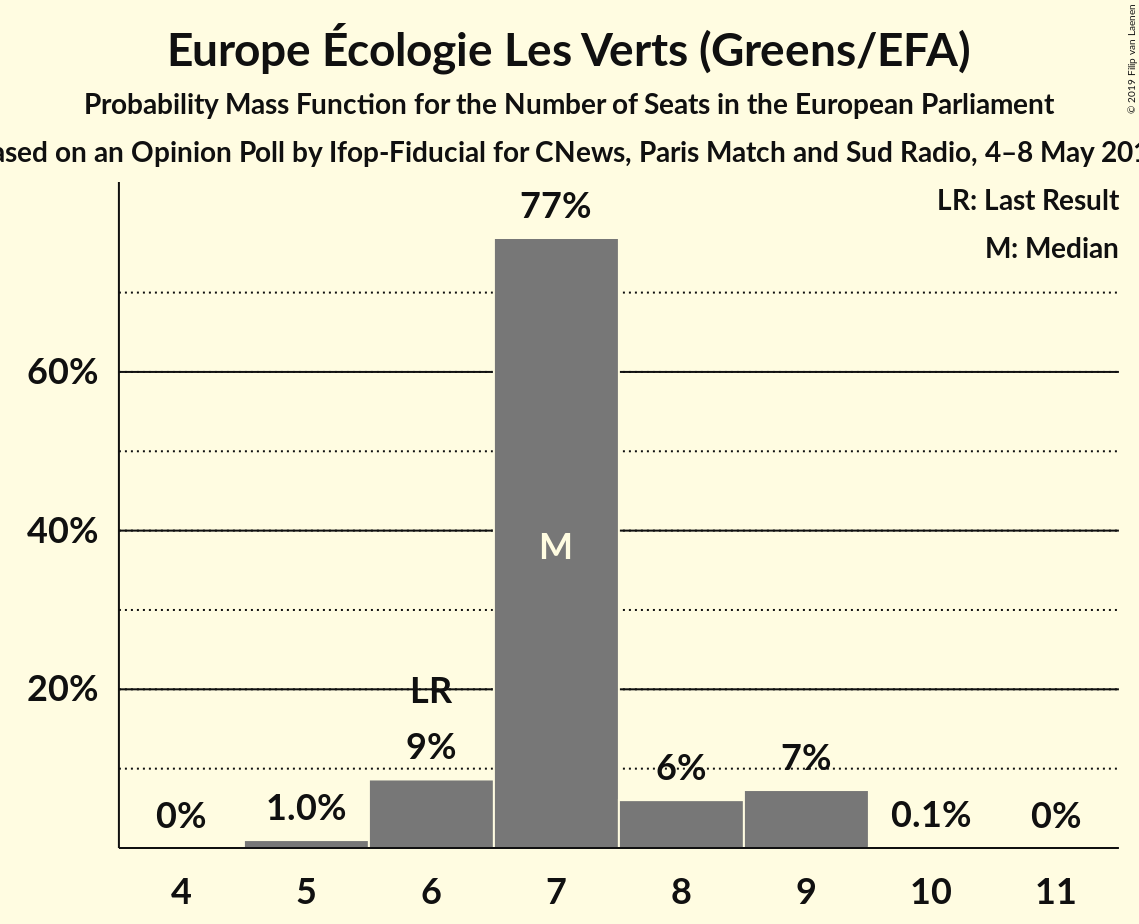 Europe Écologie Les Verts (Greens/EFA)
Probability Mass Function for the Number of Seats in the European Parliament
on an Opinion Poll by Ifop-Fiducial for CNews, Paris Match and Sud Radio, 4–8 May
© 2019 Filip van Laenen
LR: Last Result
M: Median
77%
60%
40%
20%
M
LR
9%
0%
1.0%
6%
7%
0.1%
0%
4 5 6 7 8 9 10 11